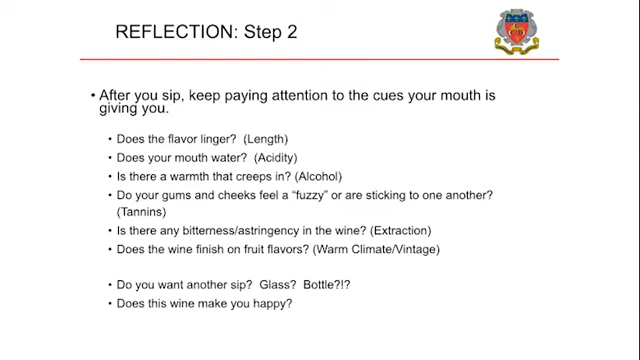 REFLECTION: Step 2
• After you sip, keep paying attention to the cues your mouth is
giving you.
• Does the flavor linger? (Length)
• Does your mouth water? (Acidity)
• Is there a warmth that creeps in? (Alcohol)
• Do your gums and cheeks feel a “fuzzy” or are sticking to one another?
(Tannins)
• Is there any bitterness/astringency in the wine? (Extraction)
• Does the wine finish on fruit flavors? (Warm Climate/Vintage)
• Do you want another sip? Glass? Bottle?!?
• Does this wine make you happy?